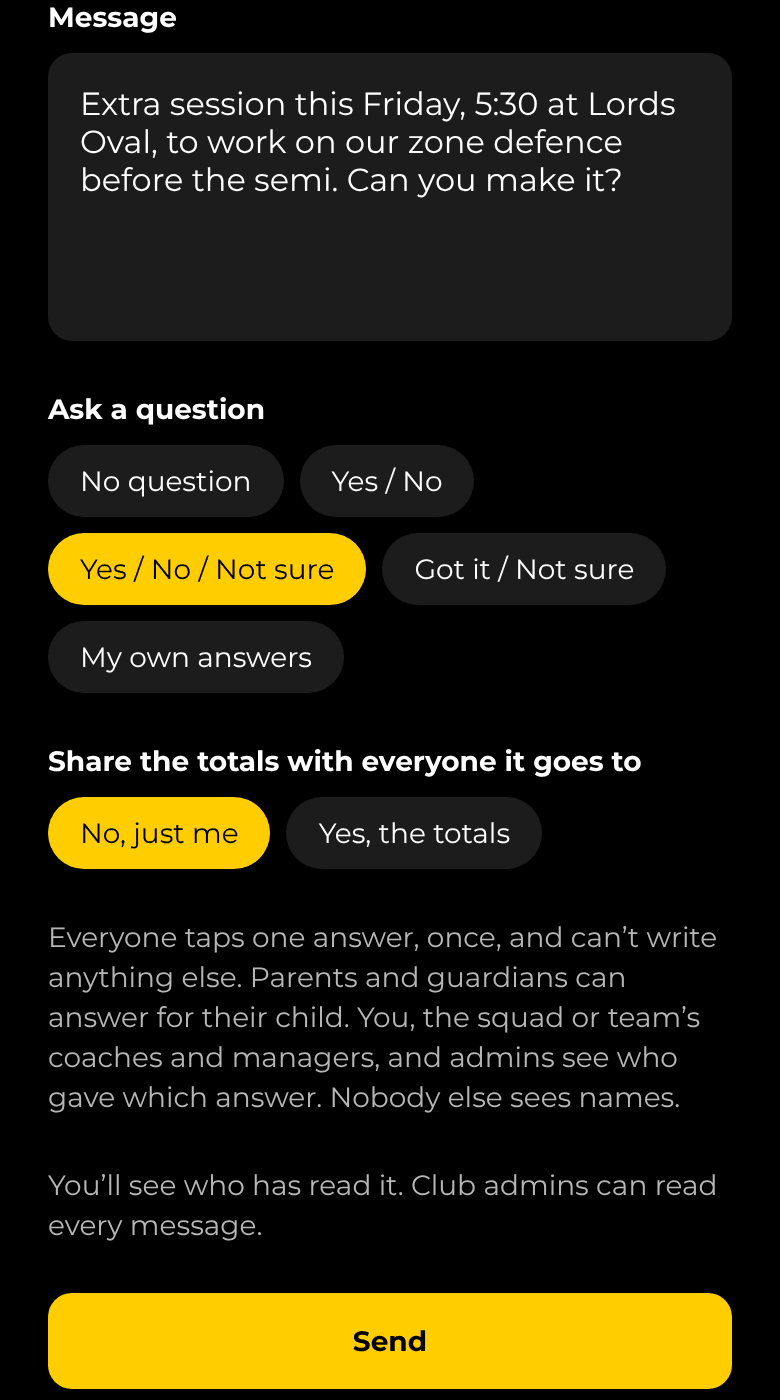 Message
Extra session this Friday, 5:30 at Lords
Oval, to work on our zone defence
before the semi. Can you make it?
Ask a question
No question
Yes / No
Yes / No / Not sure
Got it / Not sure
My own answers
Share the totals with everyone it goes to
No, just me
Yes, the totals
Everyone taps one answer, once, and can’t write
anything else. Parents and guardians can
answer for their child. You, the squad or team’s
coaches and managers, and admins see who
gave which answer. Nobody else sees names.
You’ll see who has read it. Club admins can read
every message.
Send